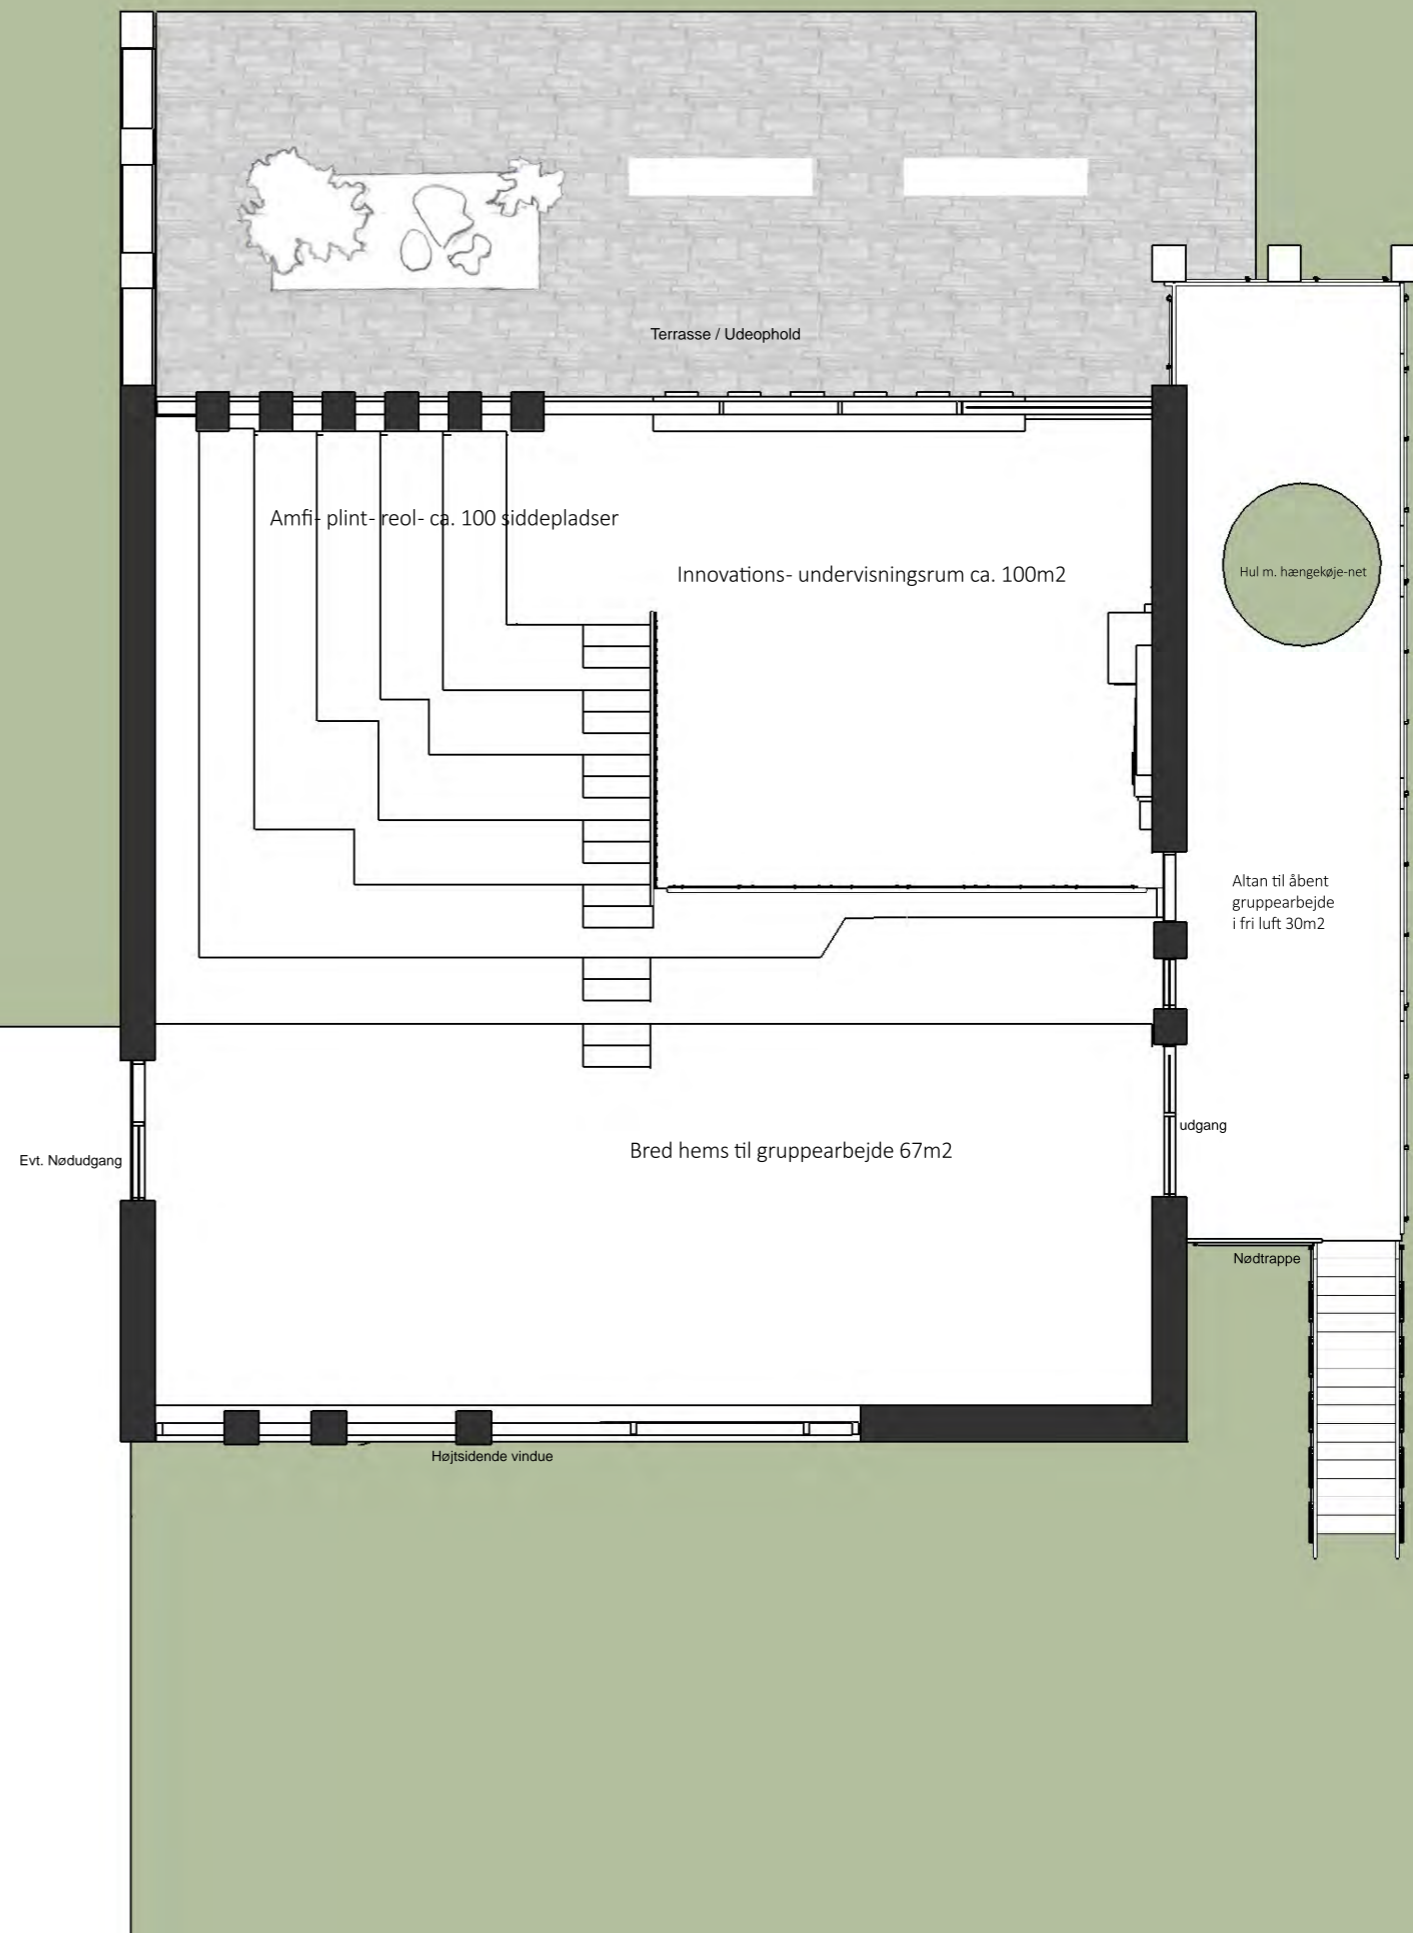 Terrasse / Udeophold
Amfi- plint- reol- ca. 100 siddepladser
Innovations- undervisningsrum ca. 100m2
Hul m. hængekøje-net
Altan til åbent
gruppearbejde
i fri luft 30m2
udgang
Bred hems til gruppearbejde 67m2
Evt. Nødudgang
Nødtrappe
Højtsidende vindue